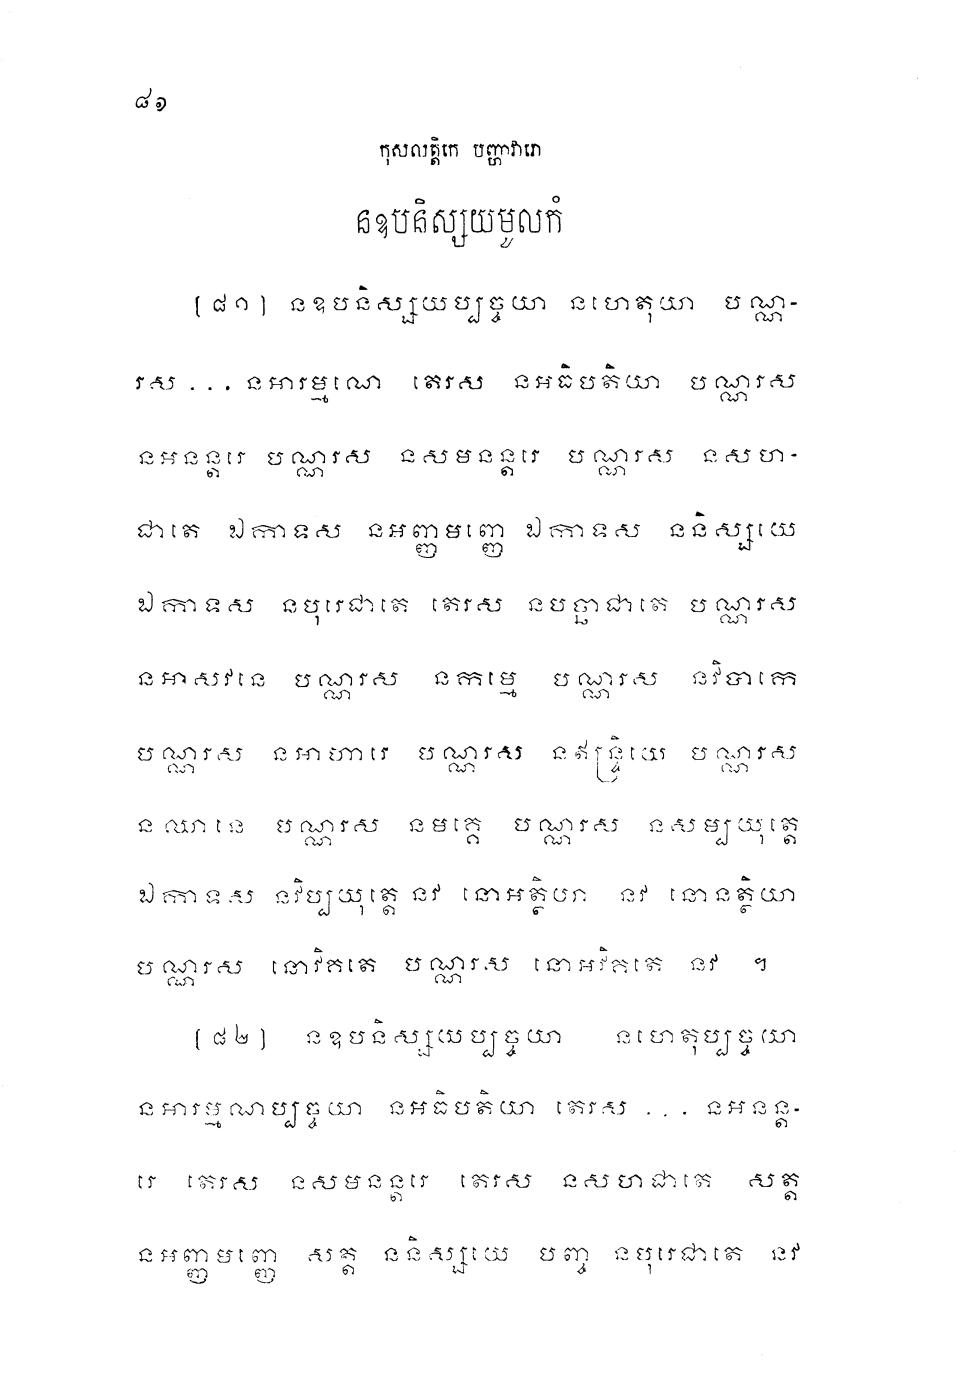 ៨១
កុសលត្តិកេ បញ្ហាវារោ
នឧបនិស្សយមូលកំ
[៨១] នឧបនិស្សយប្បច្ចយា នហេតុយា បណ្ណ-
រស ... នអារម្មណេ តេរស នអធិបតិយា បណ្ណរស
នអនន្តរេ បណ្ណរស នសមនន្តរេ បណ្ណរស នសហ-
ជាតេ ឯកាទស នអញ្ញមញ្ញេ ឯកាទស ននិស្សយេ
ឯកាទស នបុរេជាតេ តេរស នបច្ឆាជាតេ បណ្ណរស
នអាសវនេ បណ្ណរស នកម្មេ បណ្ណរស នវិបាកេ
បណ្ណរស នអាហារេ បណ្ណរស នឥន្ទ្រិយេ បណ្ណរស
នឈានេ បណ្ណរស នមគ្គេ បណ្ណរស នសម្បយុត្តេ
ឯកាទស នវិប្បយុត្តេ នវ នោអត្ថិយា នវ នោនត្ថិយា
បណ្ណរស នោវិគតេ បណ្ណរស នោអវិគតេ នវ ។
[៨២] នឧបនិស្សយប្បច្ចយា នហេតុប្បច្ចយា
នអារម្មណប្បច្ចយា នអធិបតិយា តេរស ... នអនន្ត-
រេ តេរស នសមនន្តរេ តេរស នសហជាតេ សត្ត
នអញ្ញមញ្ញេ សត្ត ននិស្សយេ បញ្ច នបុរេជាតេ នវ